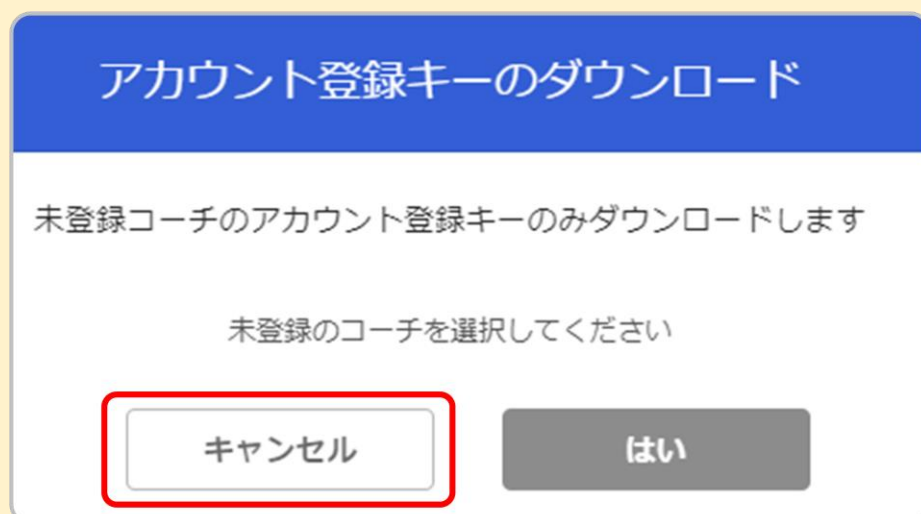 アカウント登録キーのダウンロード
未登録コーチのアカウント登録キーのみダウンロードします
未登録のコーチを選択してください
キャンセル
はい